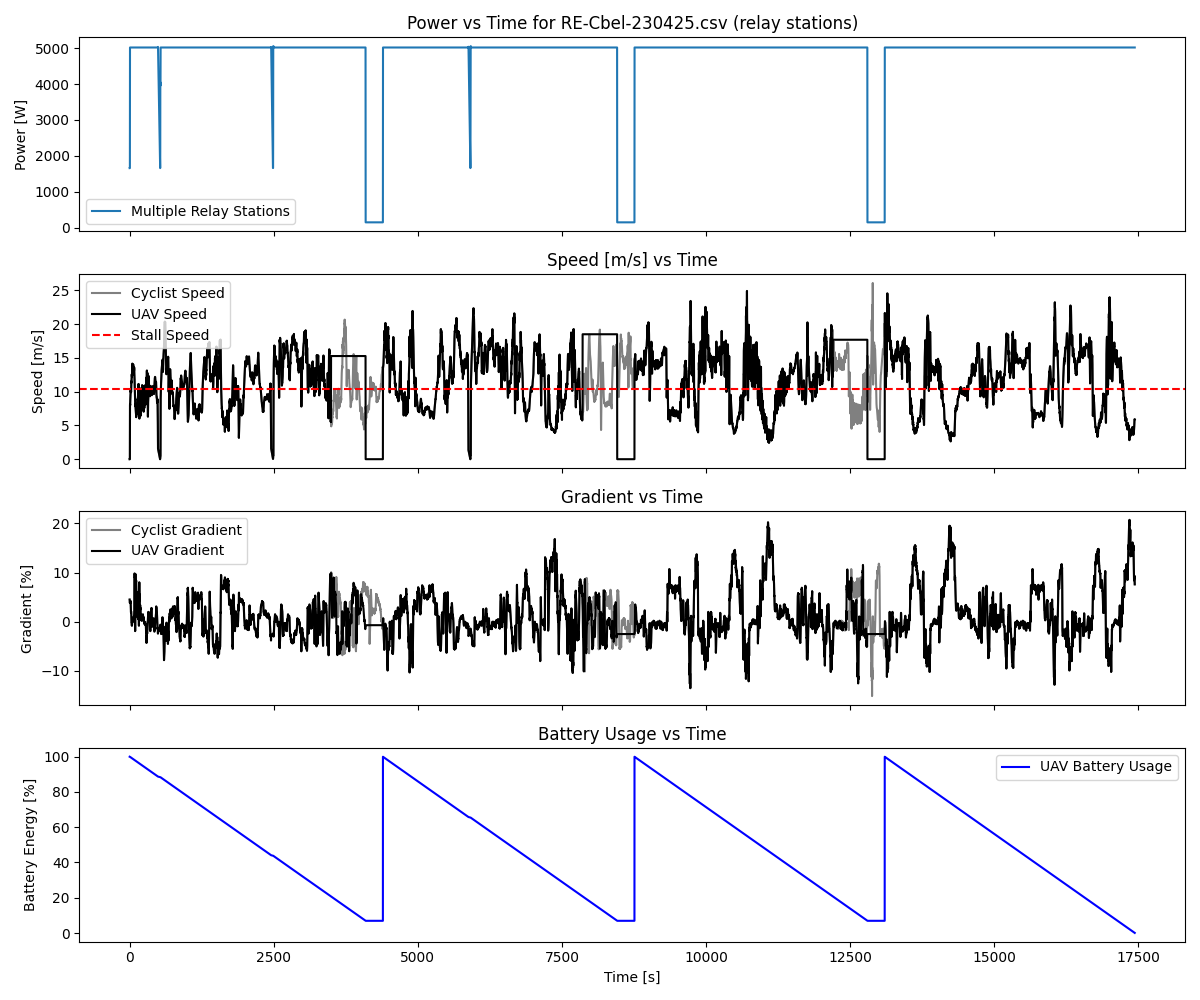 Power vs Time for RE-Cbel-230425.csv (relay stations)
5000
4000
3000
2000
1000
0
Power [W]
Multiple Relay Stations
Speed [m/s] vs Time
25
20
15
10
5
0
Speed [m/s]
Cyclist Speed
UAV Speed
Stall Speed
Gradient vs Time
20
10
0
−10
Gradient [%]
Cyclist Gradient
UAV Gradient
Battery Usage vs Time
100
80
60
40
20
0
Battery Energy [%]
UAV Battery Usage
0 2500 5000 7500 10000 12500 15000 17500
Time [s]